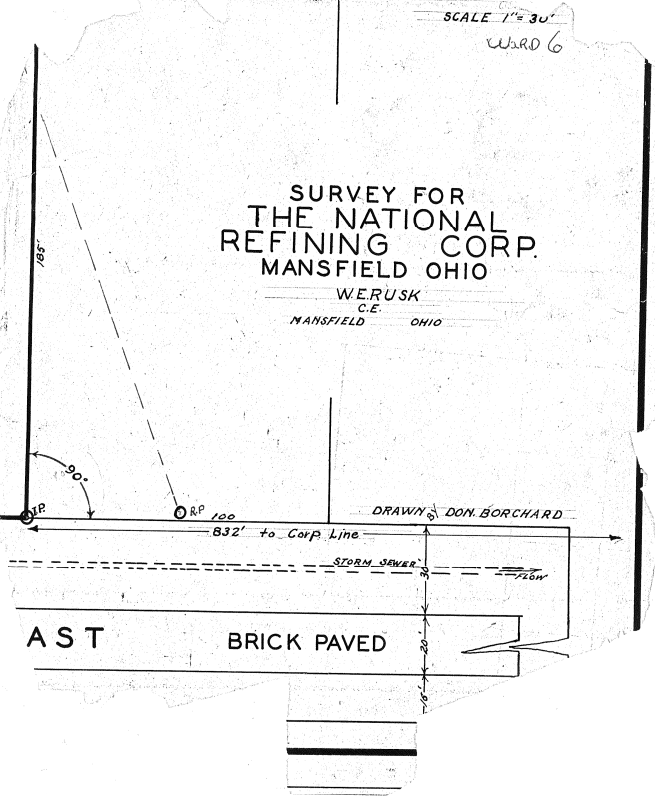 SCALE 1"= 30'
WARD 6
185'
SURVEY FOR
THE NATIONAL
REFINING CORP.
MANSFIELD OHIO
W.E.RUSK
C.E.
MANSFIELD OHIO
90°
I.P.
R.P.
100
DRAWN By DON. BORCHARD
832' to Corp Line
STORM SEWER
FLOW
30'
AST
BRICK PAVED
20'
16'